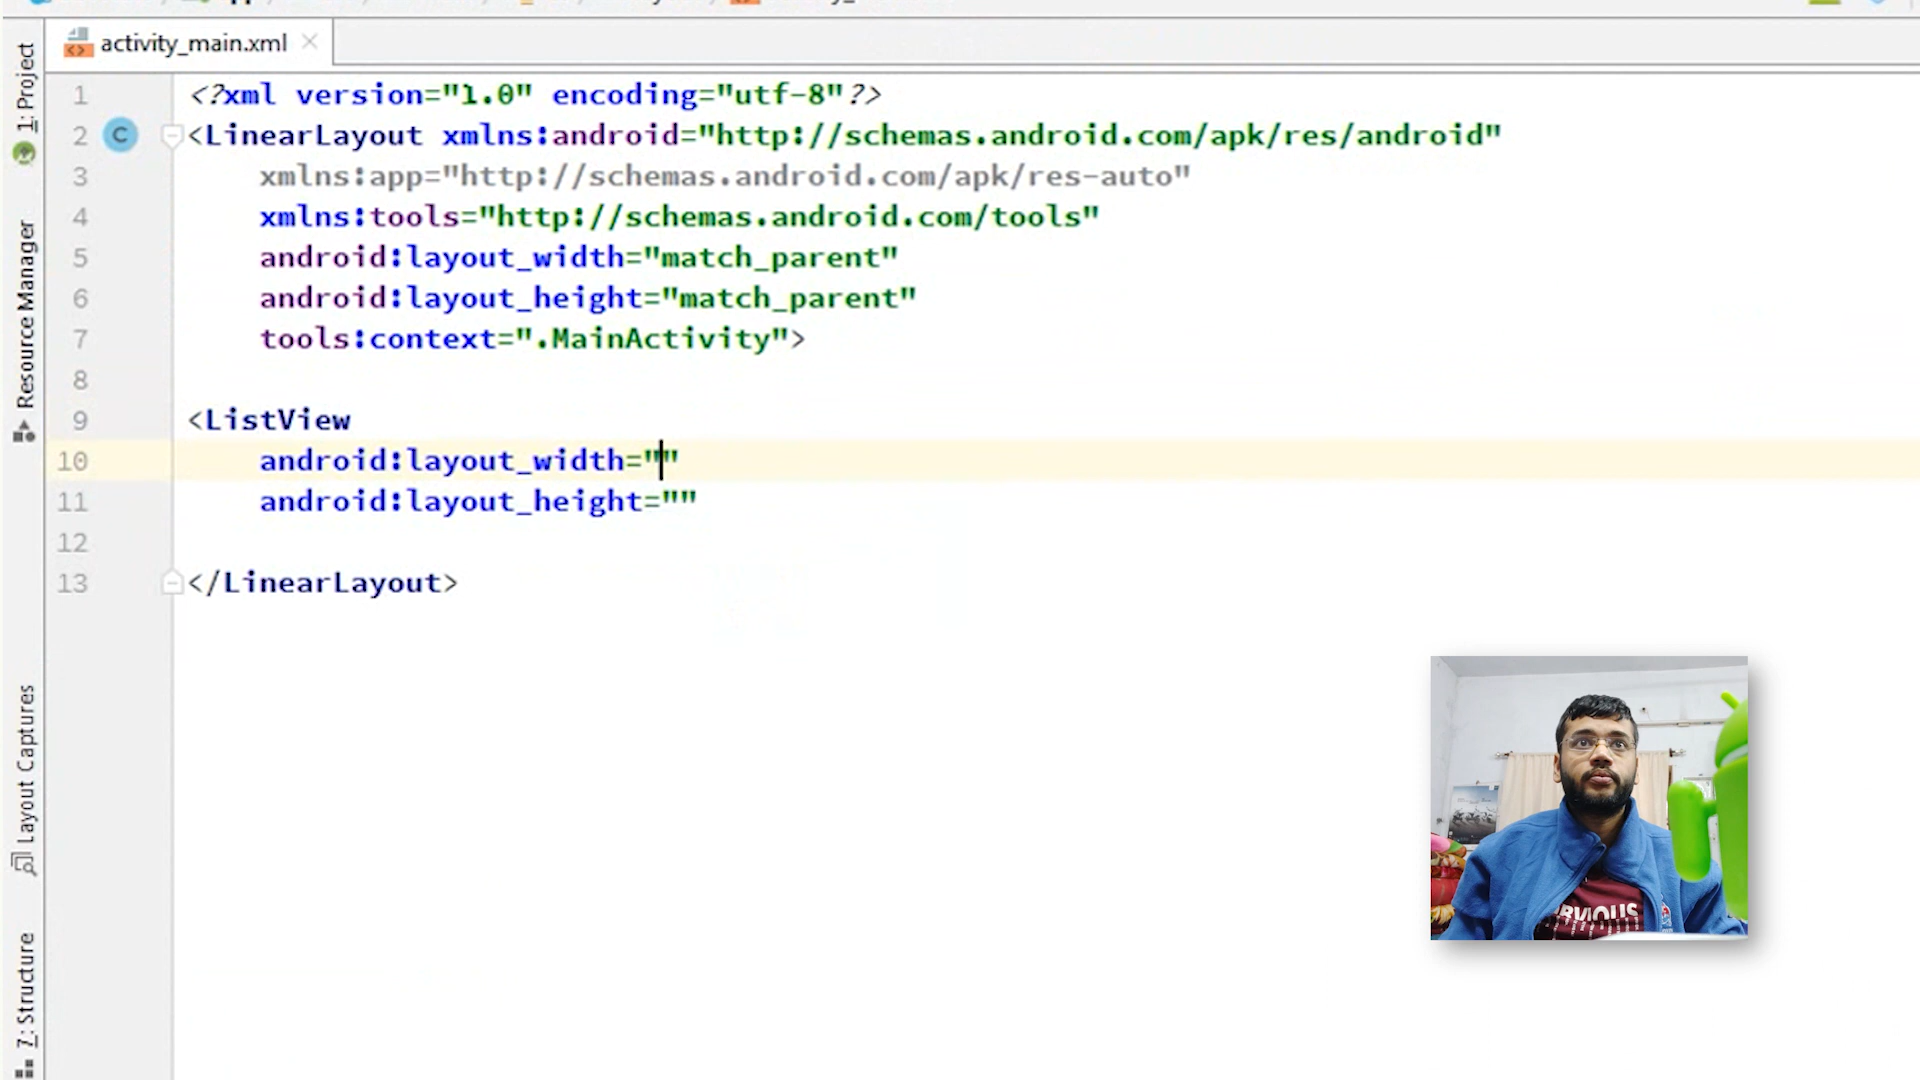 activity_main.xml
1: Project
Resource Manager
Layout Captures
7: Structure
1 <?xml version="1.0" encoding="utf-8"?>
2 <LinearLayout xmlns:android="http://schemas.android.com/apk/res/android"
3 xmlns:app="http://schemas.android.com/apk/res-auto"
4 xmlns:tools="http://schemas.android.com/tools"
5 android:layout_width="match_parent"
6 android:layout_height="match_parent"
7 tools:context=".MainActivity">
8
9 <ListView
10 android:layout_width=""
11 android:layout_height=""
12
13 </LinearLayout>
C